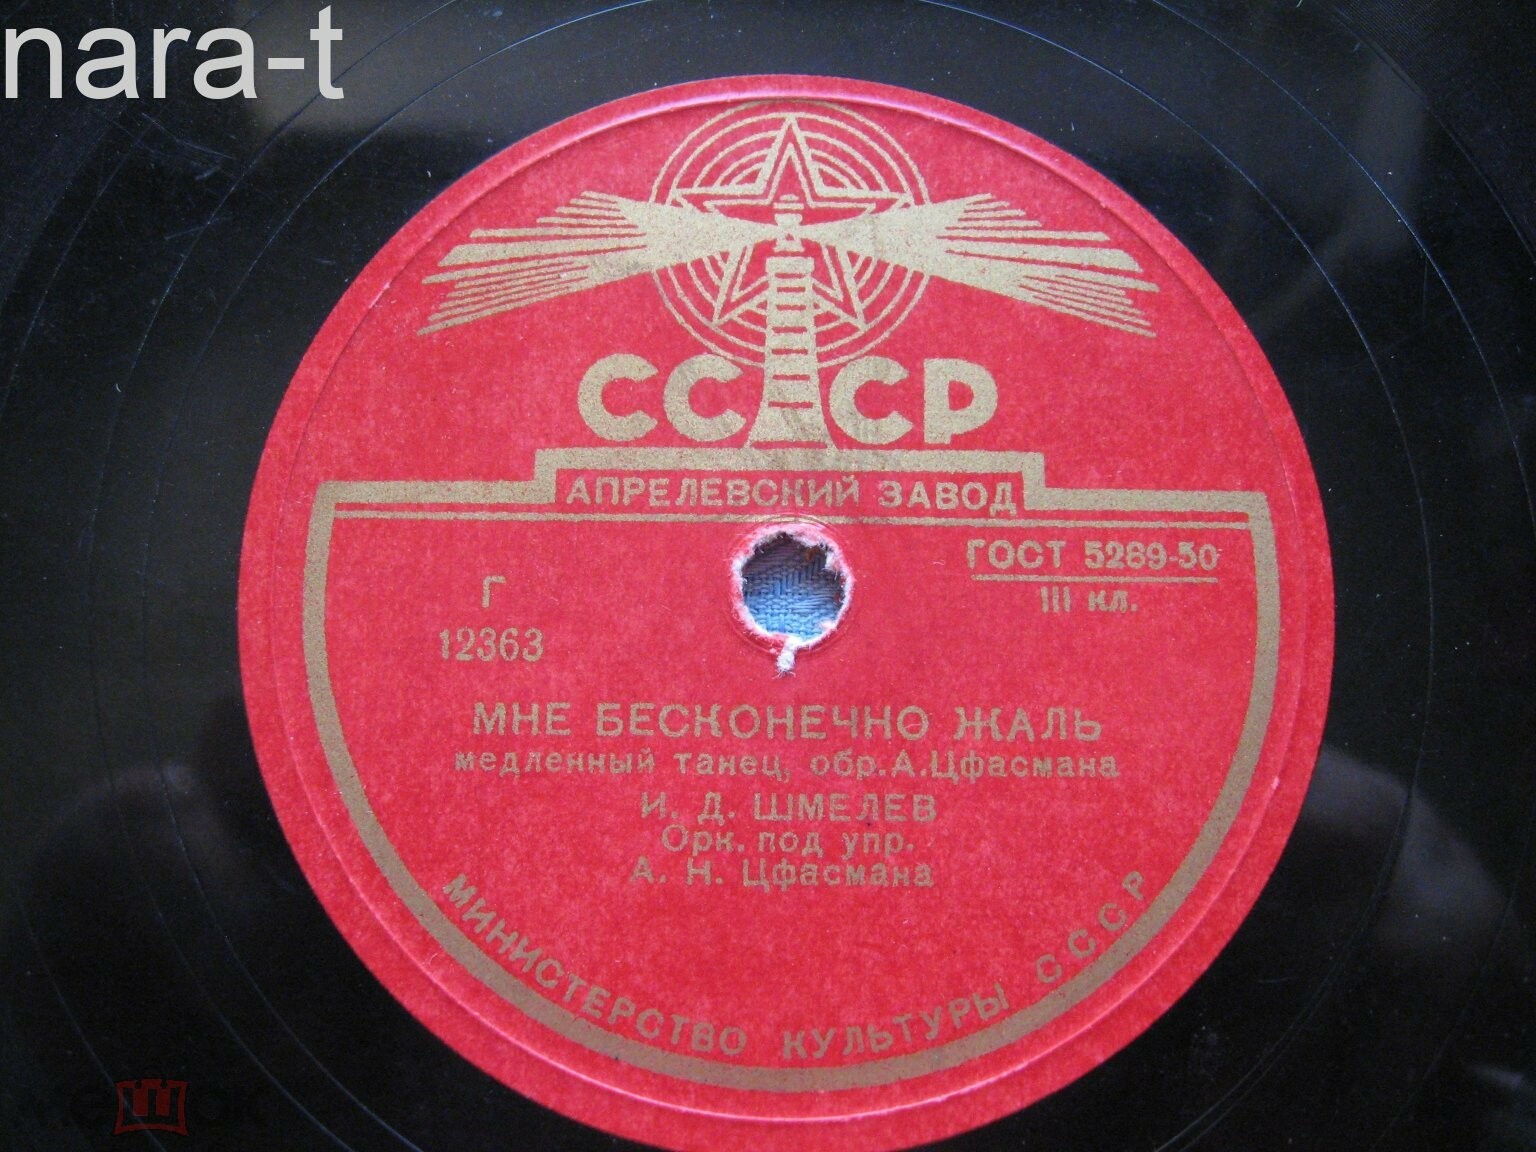 nara-t
СССР
АПРЕЛЕВСКИЙ ЗАВОД
ГОСТ 5289-50
III кл.
Г
12363
МНЕ БЕСКОНЕЧНО ЖАЛЬ
медленный танец, обр. А. Цфасмана
И. Д. ШМЕЛЕВ
Орк. под упр.
А. Н. Цфасмана
МИНИСТЕРСТВО КУЛЬТУРЫ СССР